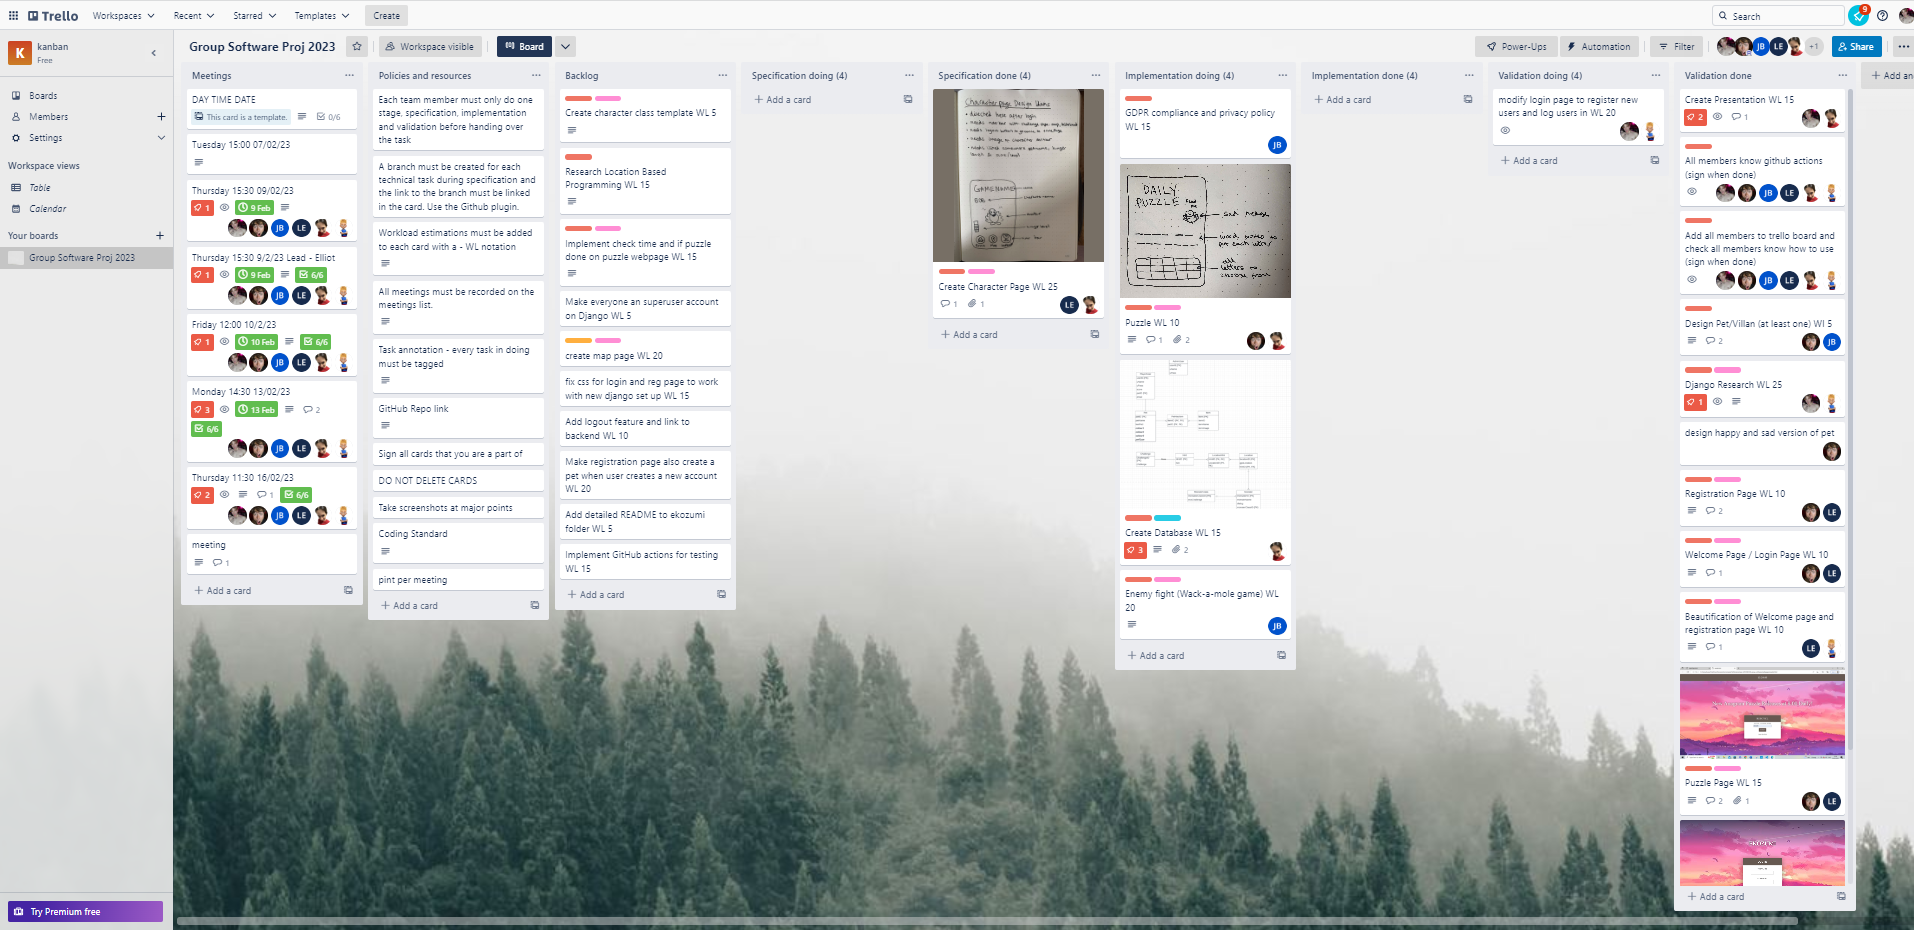 Trello
Workspaces
Recent
Starred
Templates
Create
Search
9
K
kanban
Free
Boards
Members
Settings
Workspace views
Table
Calendar
Your boards
Group Software Proj 2023
Try Premium free
Group Software Proj 2023
Workspace visible
Board
Power-Ups
Automation
Filter
JB
LE
+1
Share
Meetings
DAY TIME DATE
This card is a template.
0/6
Tuesday 15:00 07/02/23
Thursday 15:30 09/02/23
1
9 Feb
JB
LE
Thursday 15:30 9/2/23 Lead - Elliot
1
9 Feb
6/6
JB
LE
Friday 12:00 10/2/23
1
10 Feb
6/6
JB
LE
Monday 14:30 13/02/23
3
13 Feb
2
6/6
JB
LE
Thursday 11:30 16/02/23
2
1
6/6
JB
LE
meeting
1
Add a card
Policies and resources
Each team member must only do one
stage, specification, implementation
and validation before handing over
the task
A branch must be created for each
technical task during specification and
the link to the branch must be linked
in the card. Use the Github plugin.
Workload estimations must be added
to each card with a - WL notation
All meetings must be recorded on the
meetings list.
Task annotation - every task in doing
must be tagged
GitHub Repo link
Sign all cards that you are a part of
DO NOT DELETE CARDS
Take screenshots at major points
Coding Standard
pint per meeting
Add a card
Backlog
Create character class template WL 5
Research Location Based
Programming WL 15
Implement check time and if puzzle
done on puzzle webpage WL 15
Make everyone an superuser account
on Django WL 5
create map page WL 20
fix css for login and reg page to work
with new django set up WL 15
Add logout feature and link to
backend WL 10
Make registration page also create a
pet when user creates a new account
WL 20
Add detailed README to ekozumi
folder WL 5
Implement GitHub actions for testing
WL 15
Add a card
Specification doing (4)
Add a card
Specification done (4)
Character page Design Ideas
GAME NAME
Create Character Page WL 25
1
1
LE
Add a card
Implementation doing (4)
GDPR compliance and privacy policy
WL 15
JB
DAILY
PUZZLE
Puzzle WL 10
1
2
Create Database WL 15
3
2
Enemy fight (Wack-a-mole game) WL
20
JB
Add a card
Implementation done (4)
Add a card
Validation doing (4)
modify login page to register new
users and log users in WL 20
Add a card
Validation done
Create Presentation WL 15
2
1
All members know github actions
(sign when done)
JB
LE
Add all members to trello board and
check all members know how to use
(sign when done)
JB
LE
Design Pet/Villan (at least one) Wl 5
2
JB
Django Research WL 25
1
design happy and sad version of pet
Registration Page WL 10
2
LE
Welcome Page / Login Page WL 10
1
LE
Beautification of Welcome page and
registration page WL 10
1
LE
Puzzle Page WL 15
2
1
LE
Add a card
Add an